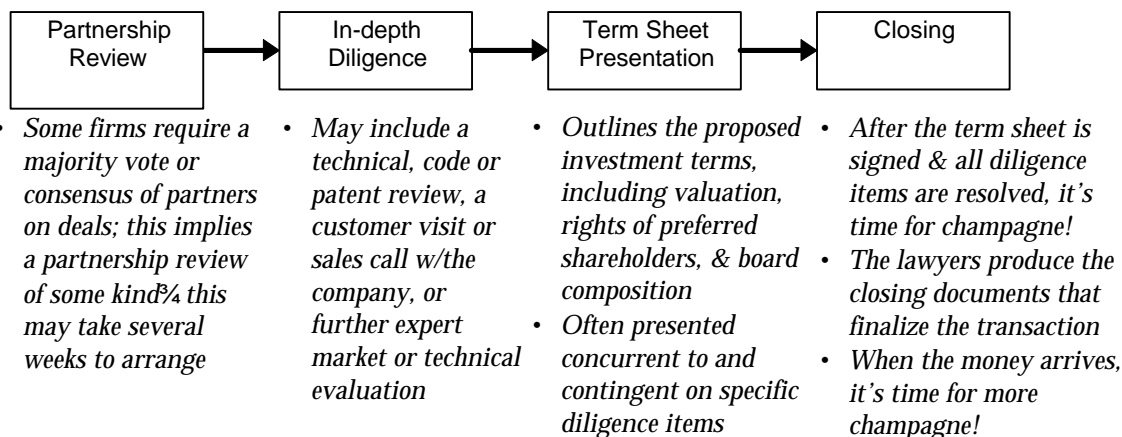 Partnership
Review
In-depth
Diligence
Term Sheet
Presentation
Closing
• Some firms require a
majority vote or
consensus of partners
on deals; this implies
a partnership review
of some kind¾ this
may take several
weeks to arrange
• May include a
technical, code or
patent review, a
customer visit or
sales call w/the
company, or
further expert
market or technical
evaluation
• Outlines the proposed
investment terms,
including valuation,
rights of preferred
shareholders, & board
composition
• Often presented
concurrent to and
contingent on specific
diligence items
• After the term sheet is
signed & all diligence
items are resolved, it's
time for champagne!
• The lawyers produce the
closing documents that
finalize the transaction
• When the money arrives,
it's time for more
champagne!